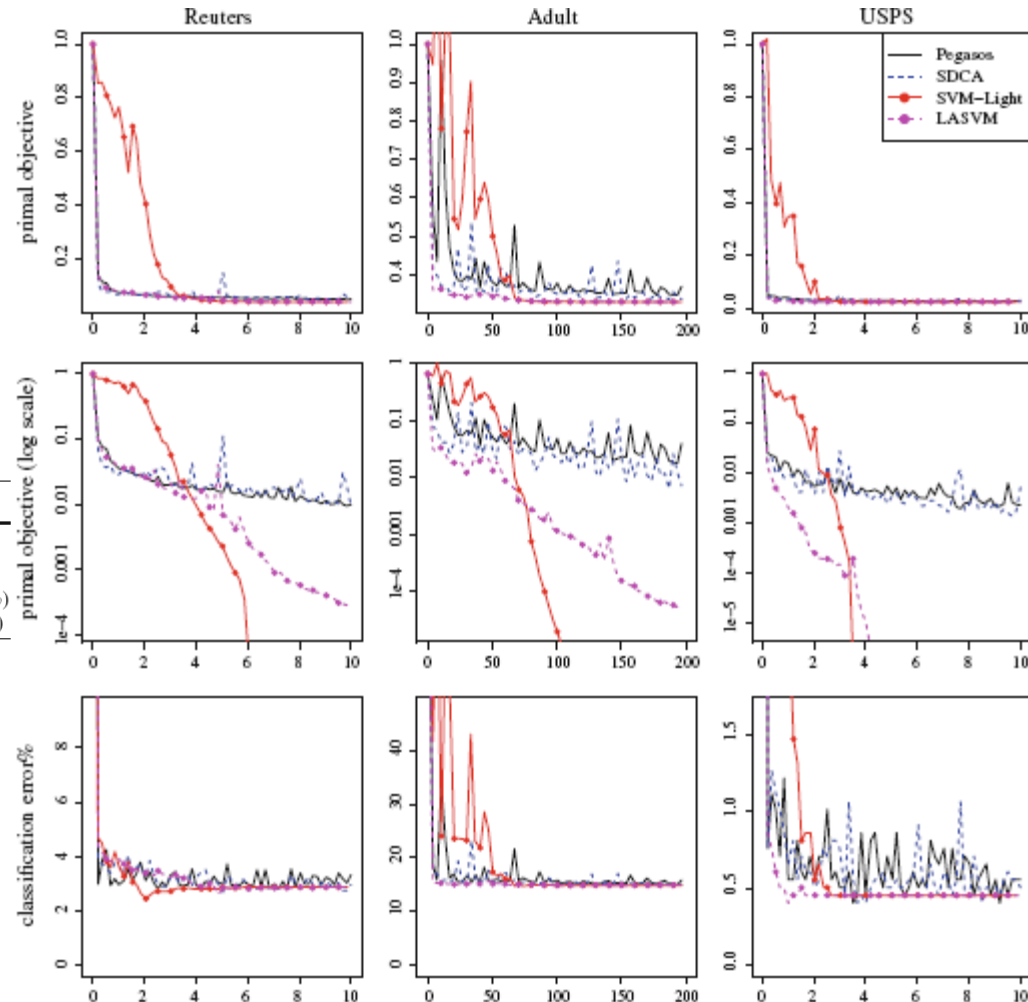 Reuters
Adult
USPS
primal objective
1.0
0.8
0.6
0.4
0.2
0 2 4 6 8 10
1.0
0.9
0.8
0.7
0.6
0.5
0.4
0 50 100 150 200
1.0
0.8
0.6
0.4
0.2
0.0
0 2 4 6 8 10
Pegasos
SDCA
SVM-Light
LASVM
primal objective (log scale)
1
0.1
0.01
0.001
1e-4
0 2 4 6 8 10
1
0.1
0.01
0.001
1e-4
0 50 100 150 200
1
0.1
0.01
0.001
1e-4
1e-5
0 2 4 6 8 10
)
)
classification error%
8
6
4
2
0
0 2 4 6 8 10
40
30
20
10
0
0 50 100 150 200
1.5
1.0
0.5
0.0
0 2 4 6 8 10